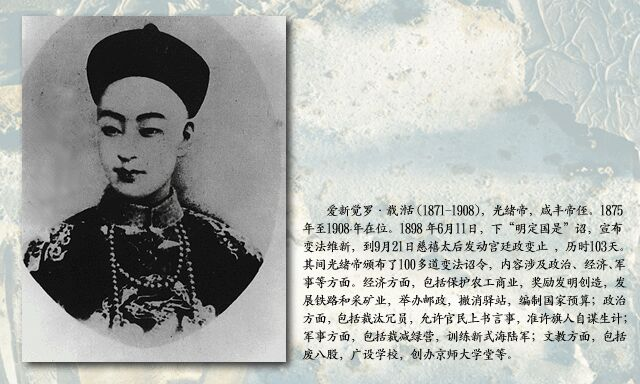 爱新觉罗·载湉(1871-1908),光绪帝,咸丰帝侄。1875
年至1908年在位。1898年6月11日,下“明定国是”诏,宣布
变法维新,到9月21日慈禧太后发动宫廷政变止,历时103天。
其间光绪帝颁布了100多道变法诏令,内容涉及政治、经济、军
事等方面。经济方面,包括保护农工商业,奖励发明创造,发
展铁路和采矿业,举办邮政,撤消驿站,编制国家预算;政治
方面,包括裁汰冗员,允许官民上书言事,准许旗人自谋生计;
军事方面,包括裁减绿营,训练新式海陆军;文教方面,包括
废八股,广设学校,创办京师大学堂等。